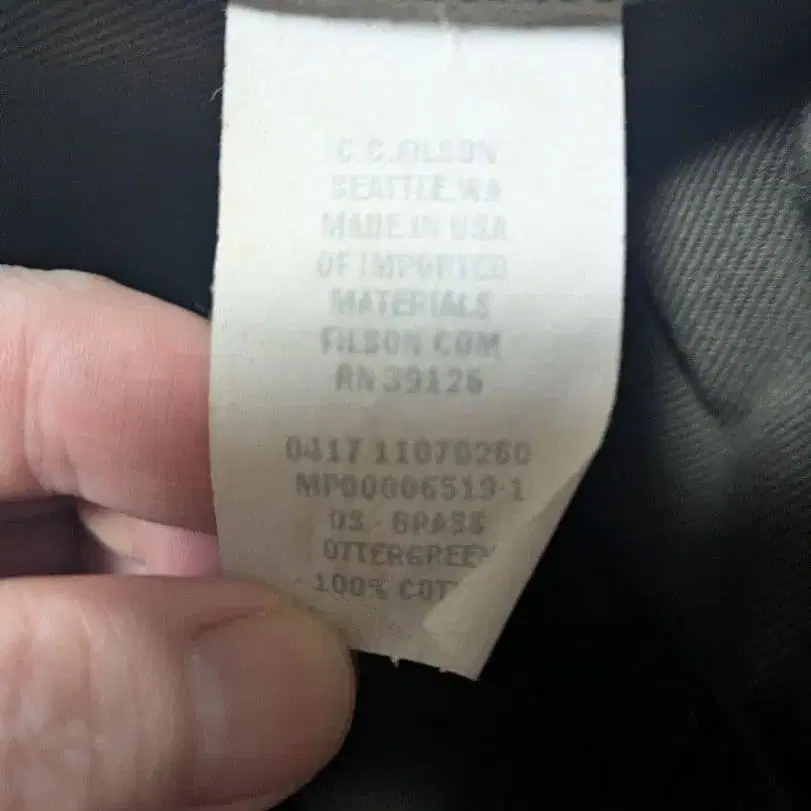 C.C. FILSON
SEATTLE, WA
MADE IN USA
OF IMPORTED
MATERIALS
FILSON.COM
RN 39126
0417 11070260
MP00006519-1
OS - BRASS
OTTERGREEN
100% COT